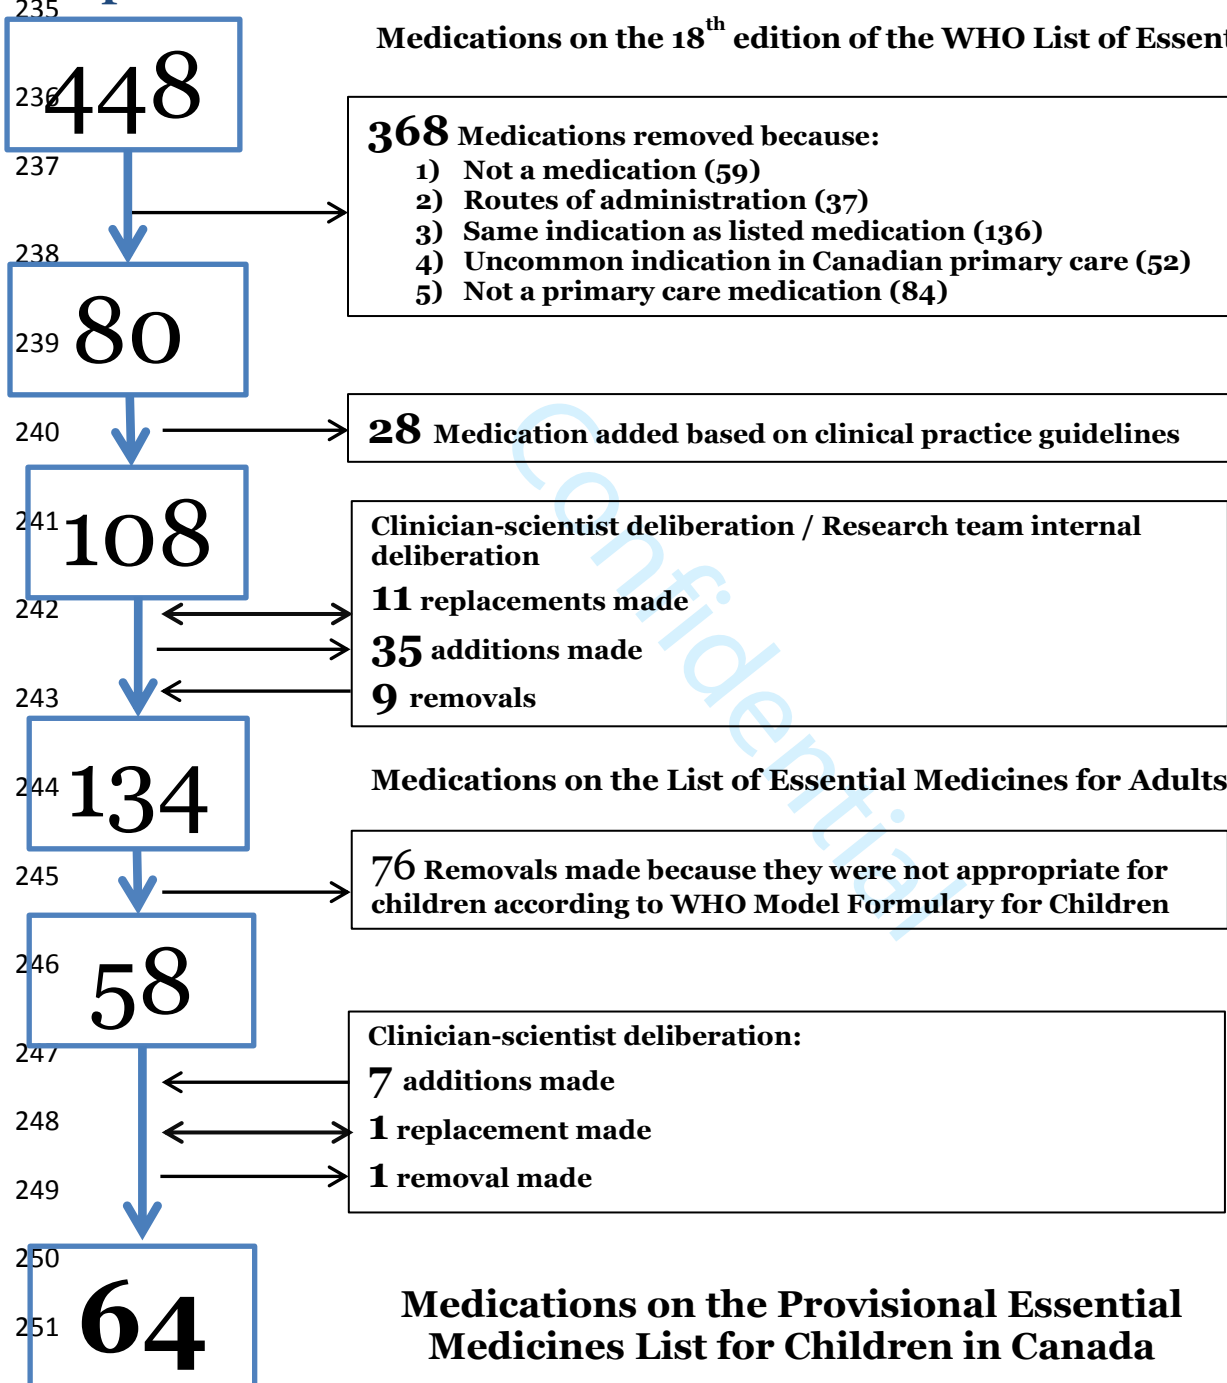 235
Medications on the 18th edition of the WHO List of
448
236
368 Medications removed because:
1) Not a medication (59)
237
2) Routes of administration (37)
3) Same indication as listed medication (136)
238
4) Uncommon indication in Canadian primary care (52)
5) Not a primary care medication (84)
80
239
240
28 Medication added based on clinical practice guidelines
241
108
Clinician-scientist deliberation / Research team internal
deliberation
242
11 replacements made
35 additions made
243
9 removals
134
244
Medications on the List of Essential Medicines for Adults
245
76 Removals made because they were not appropriate for
children according to WHO Model Formulary for Children
246
58
247
Clinician-scientist deliberation:
7 additions made
248
1 replacement made
249
1 removal made
250
64
251
Medications on the Provisional Essential
Medicines List for Children in Canada
Confidential